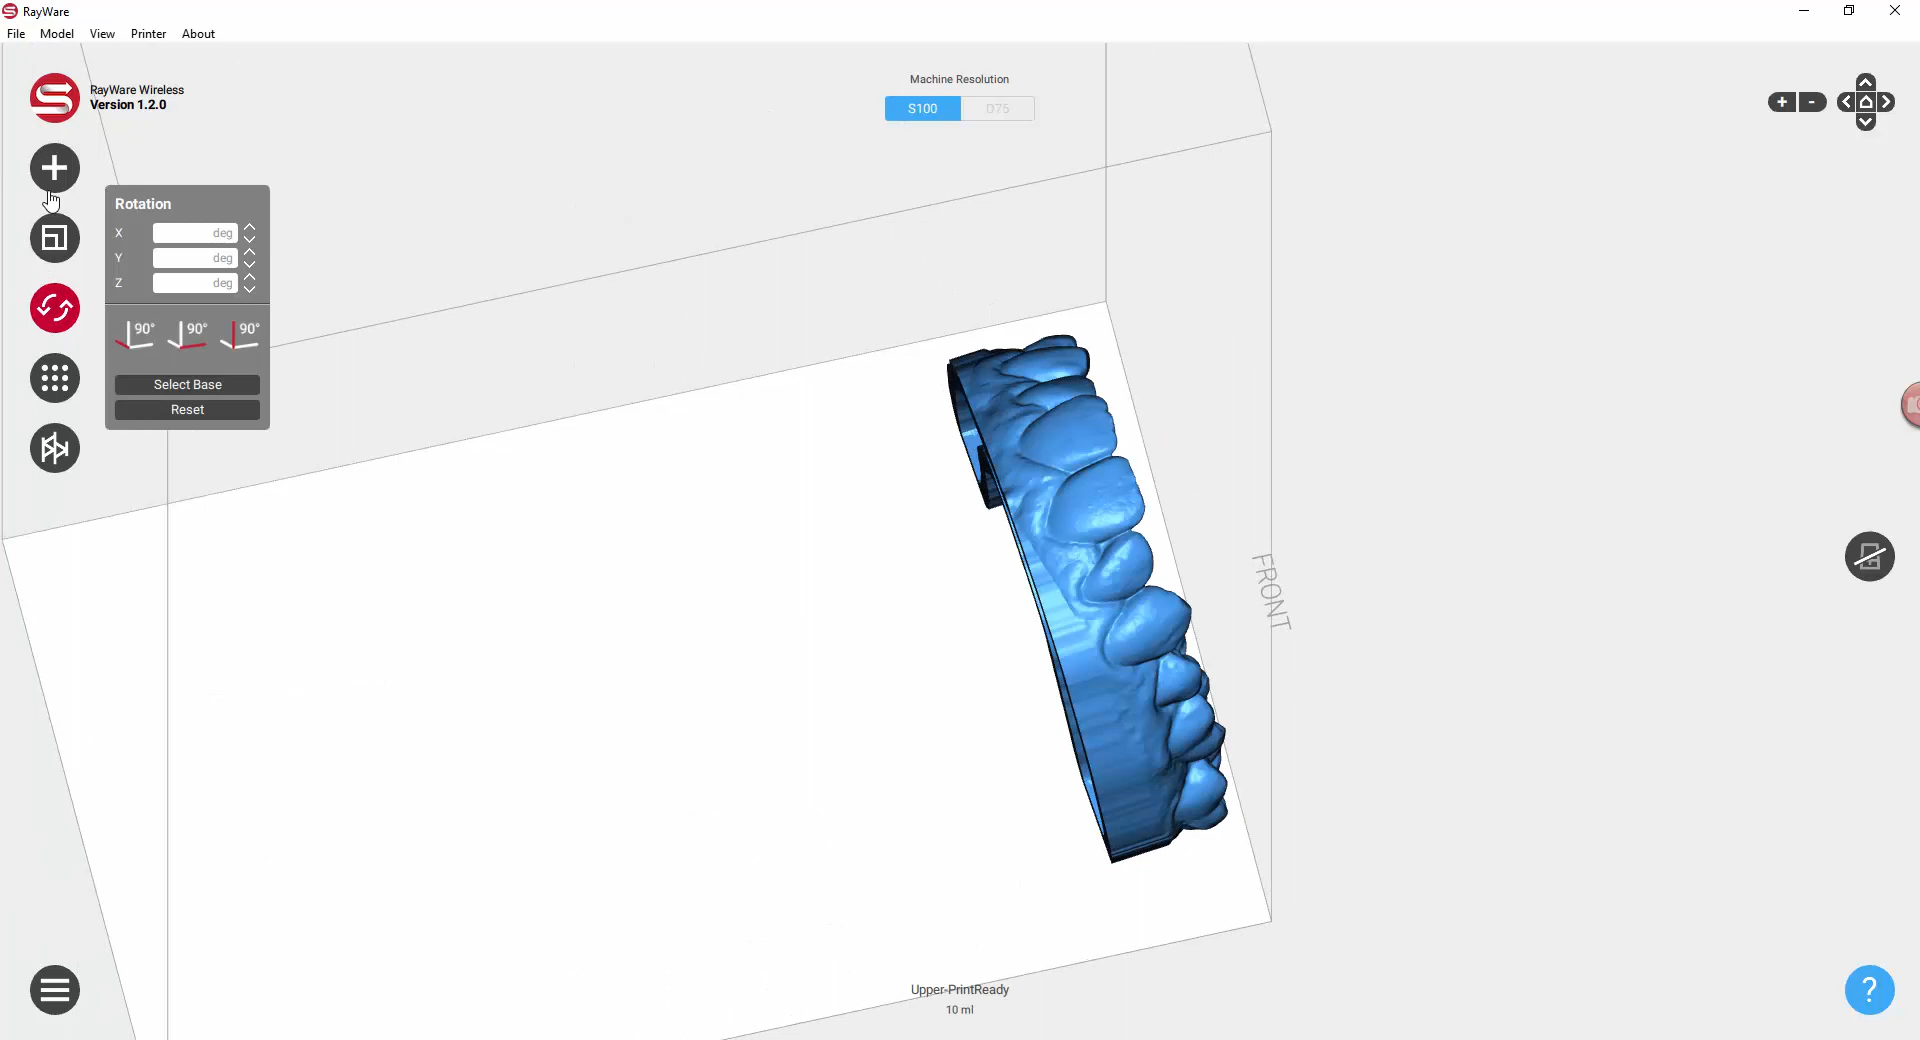 RayWare
File Model View Printer About
RayWare Wireless
Version 1.2.0
Machine Resolution
S100 D75
+ -
Rotation
X deg
Y deg
Z deg
90° 90° 90°
Select Base
Reset
FRONT
Upper-PrintReady
10 ml
?